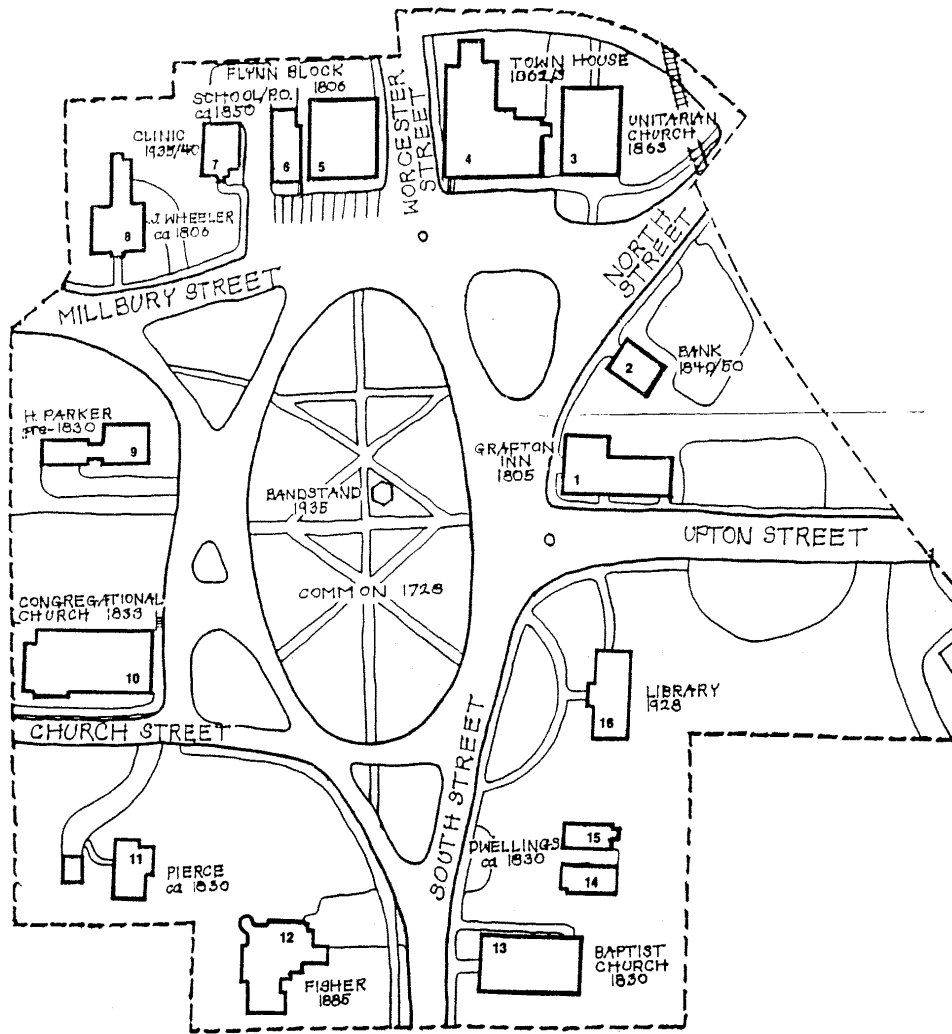 FLYNN BLOCK
1806
SCHOOL/P.O.
ca 1850
CLINIC
1935/40
7
6
5
WORCESTER
STREET
TOWN HOUSE
4
3
UNITARIAN
CHURCH
1863
J. WHEELER
ca 1806
8
MILLBURY STREET
NORTH
STREET
2
BANK
1849/50
H. PARKER
pre-1830
9
GRAFTON
INN
1805
1
BANDSTAND
1935
UPTON STREET
COMMON 1728
CONGREGATIONAL
CHURCH 1833
10
CHURCH STREET
LIBRARY
1928
16
SOUTH STREET
11
PIERCE
ca 1830
DWELLINGS
ca 1830
15
14
12
FISHER
1885
13
BAPTIST
CHURCH
1830